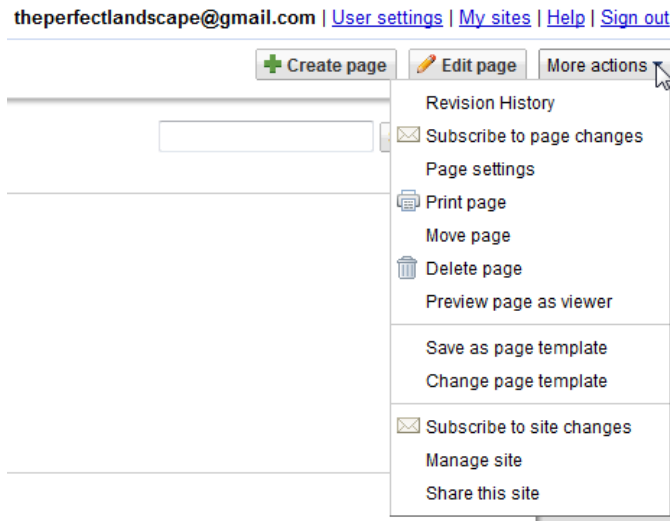 theperfectlandscape@gmail.com | User settings | My sites | Help | Sign out
Create page Edit page More actions
Revision History
Subscribe to page changes
Page settings
Print page
Move page
Delete page
Preview page as viewer
Save as page template
Change page template
Subscribe to site changes
Manage site
Share this site